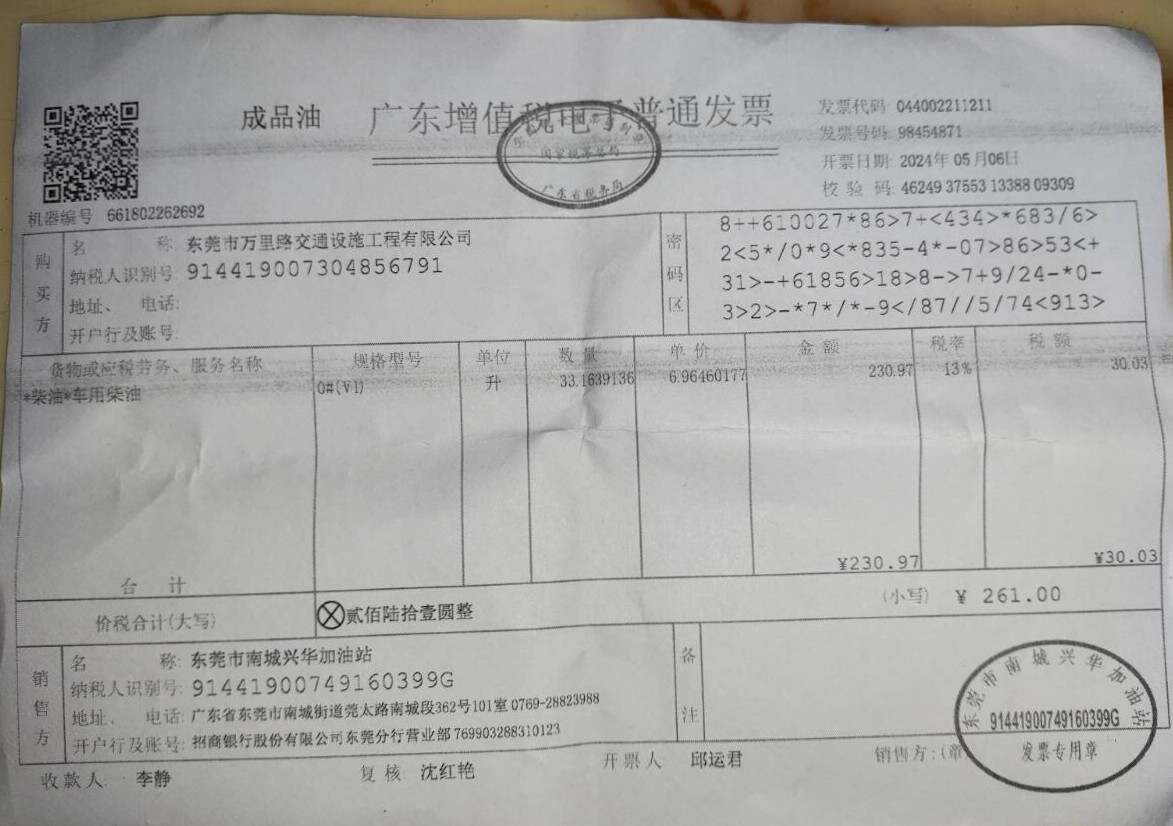 成品油 广东增值税电子普通发票
发票代码 044002211211
发票号码 98454871
开票日期 2024年05月06日
校验码 46249 37553 13388 09309
机器编号 661802262692
国家税务总局
广东省税务局
购买方
名称: 东莞市万里路交通设施工程有限公司
纳税人识别号: 914419007304856791
地址、电话:
开户行及账号:
密码区
8++610027*86>7+<434>*683/6>
2<5*/0*9<*835-4*-07>86>53<+
31>-+61856>18>8->7+9/24-*0-
3>2>-*7*/*-9</87//5/74<913>
货物或应税劳务、服务名称 规格型号 单位 数量 单价 金额 税率 税额
*柴油*车用柴油 0#(VI) 升 33.1639136 6.96460177 230.97 13% 30.03
合计 ¥230.97 ¥30.03
价税合计(大写) ⊗贰佰陆拾壹圆整 (小写) ¥ 261.00
销售方
名称: 东莞市南城兴华加油站
纳税人识别号: 91441900749160399G
地址、电话: 广东省东莞市南城街道莞太路南城段362号101室 0769-28823988
开户行及账号: 招商银行股份有限公司东莞分行营业部 769903288310123
备注
东莞市南城兴华加油站
91441900749160399G
发票专用章
收款人: 李静 复核 沈红艳 开票人 邱运君 销售方:(章)